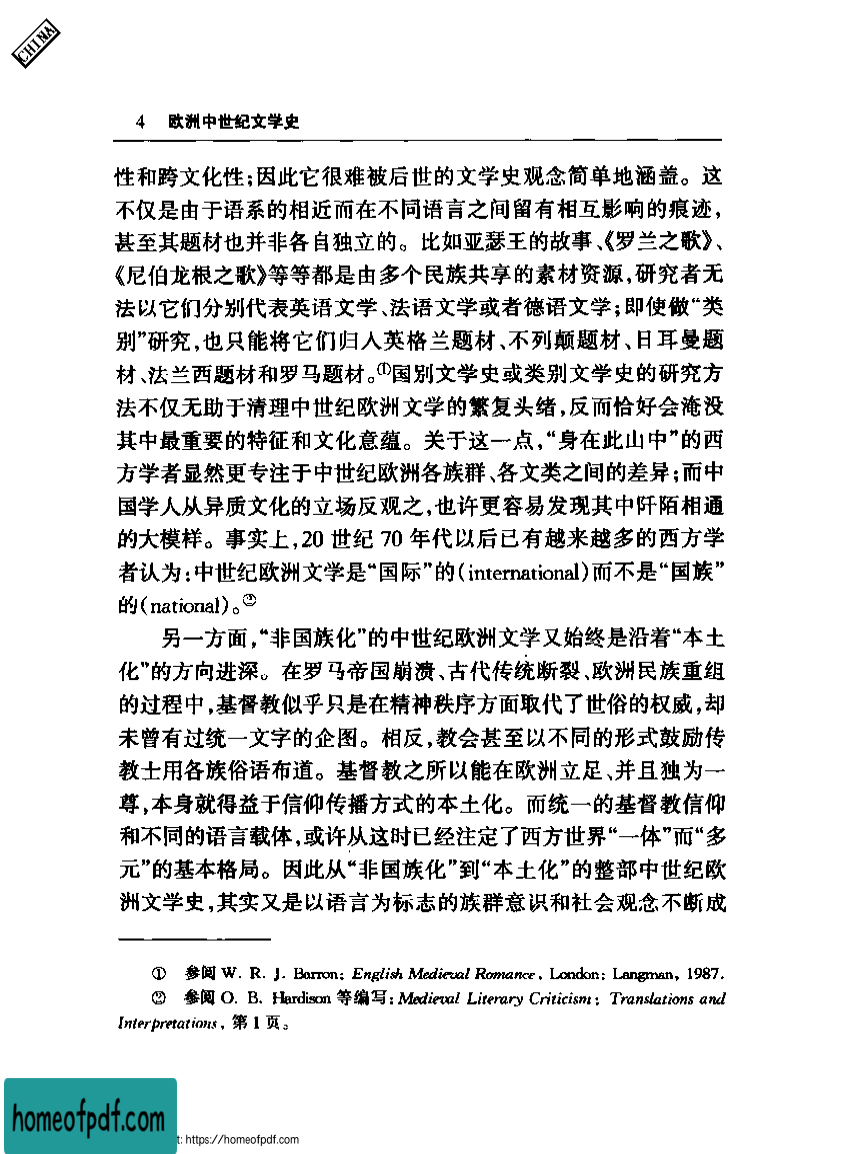 CHINA
4 欧洲中世纪文学史
性和跨文化性;因此它很难被后世的文学史观念简单地涵盖。这
不仅是由于语系的相近而在不同语言之间留有相互影响的痕迹,
甚至其题材也并非各自独立的。比如亚瑟王的故事、《罗兰之歌》、
《尼伯龙根之歌》等等都是由多个民族共享的素材资源,研究者无
法以它们分别代表英语文学、法语文学或者德语文学;即使做“类
别”研究,也只能将它们归人英格兰题材、不列颠题材、日耳曼题
材、法兰西题材和罗马题材。①国别文学史或类别文学史的研究方
法不仅无助于清理中世纪欧洲文学的繁复头绪,反而恰好会淹没
其中最重要的特征和文化意蕴。关于这一点,“身在此山中”的西
方学者显然更专注于中世纪欧洲各族群、各文类之间的差异;而中
国学人从异质文化的立场反观之,也许更容易发现其中阡陌相通
的大模样。事实上,20 世纪 70 年代以后已有越来越多的西方学
者认为:中世纪欧洲文学是“国际”的(international)而不是“国族”
的(national)。②
另一方面,“非国族化”的中世纪欧洲文学又始终是沿着“本土
化”的方向进深。在罗马帝国崩溃、古代传统断裂、欧洲民族重组
的过程中,基督教似乎只是在精神秩序方面取代了世俗的权威,却
未曾有过统一文字的企图。相反,教会甚至以不同的形式鼓励传
教士用各族俗语布道。基督教之所以能在欧洲立足、并且独为一
尊,本身就得益于信仰传播方式的本土化。而统一的基督教信仰
和不同的语言载体,或许从这时已经注定了西方世界“一体”而“多
元”的基本格局。因此从“非国族化”到“本土化”的整部中世纪欧
洲文学史,其实又是以语言为标志的族群意识和社会观念不断成
① 参阅 W. R. J. Barron: English Medieval Romance, London: Langman, 1987.
② 参阅 O. B. Hardison 等编写: Medieval Literary Criticism: Translations and
Interpretations, 第 1 页。
homeofpdf.com
t: https://homeofpdf.com